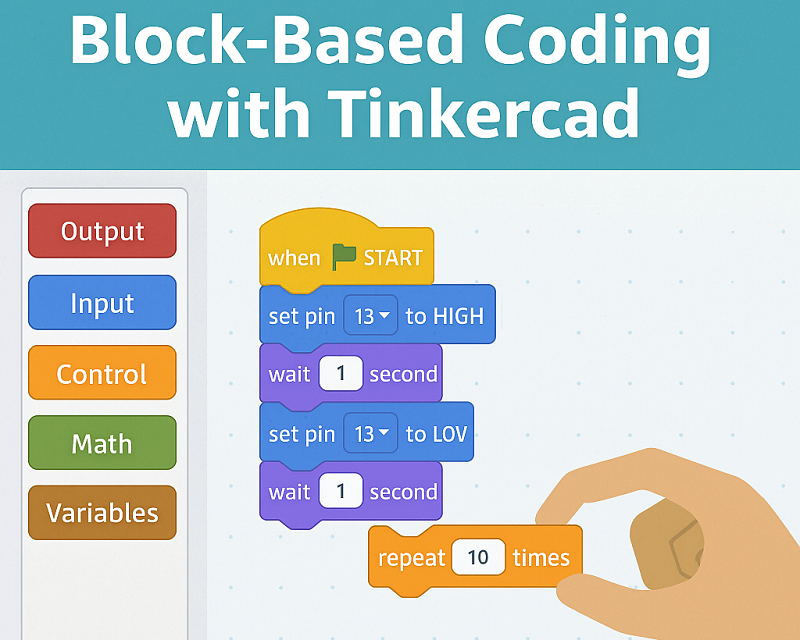 Block-Based Coding
with Tinkercad
Output
Input
Control
Math
Variables
when START
set pin 13 to HIGH
wait 1 second
set pin 13 to LOV
wait 1 second
repeat 10 times